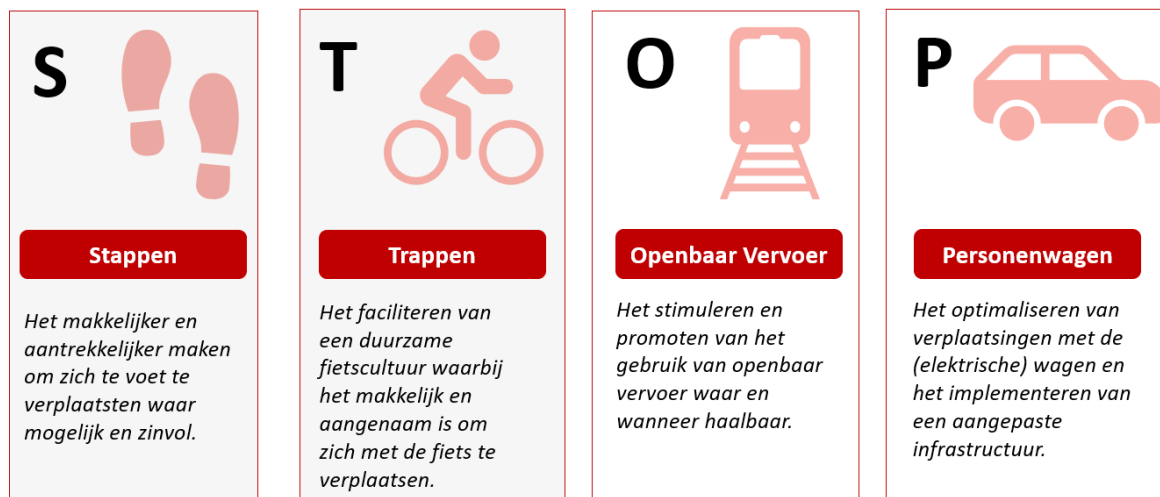 S
Stappen
Het makkelijker en
aantrekkelijker maken
om zich te voet te
verplaatsten waar
mogelijk en zinvol.
T
Trappen
Het faciliteren van
een duurzame
fietscultuur waarbij
het makkelijk en
aangenaam is om
zich met de fiets te
verplaatsen.
O
Openbaar Vervoer
Het stimuleren en
promoten van het
gebruik van openbaar
vervoer waar en
wanneer haalbaar.
P
Personenwagen
Het optimaliseren van
verplaatsingen met de
(elektrische) wagen en
het implementeren van
een aangepaste
infrastructuur.